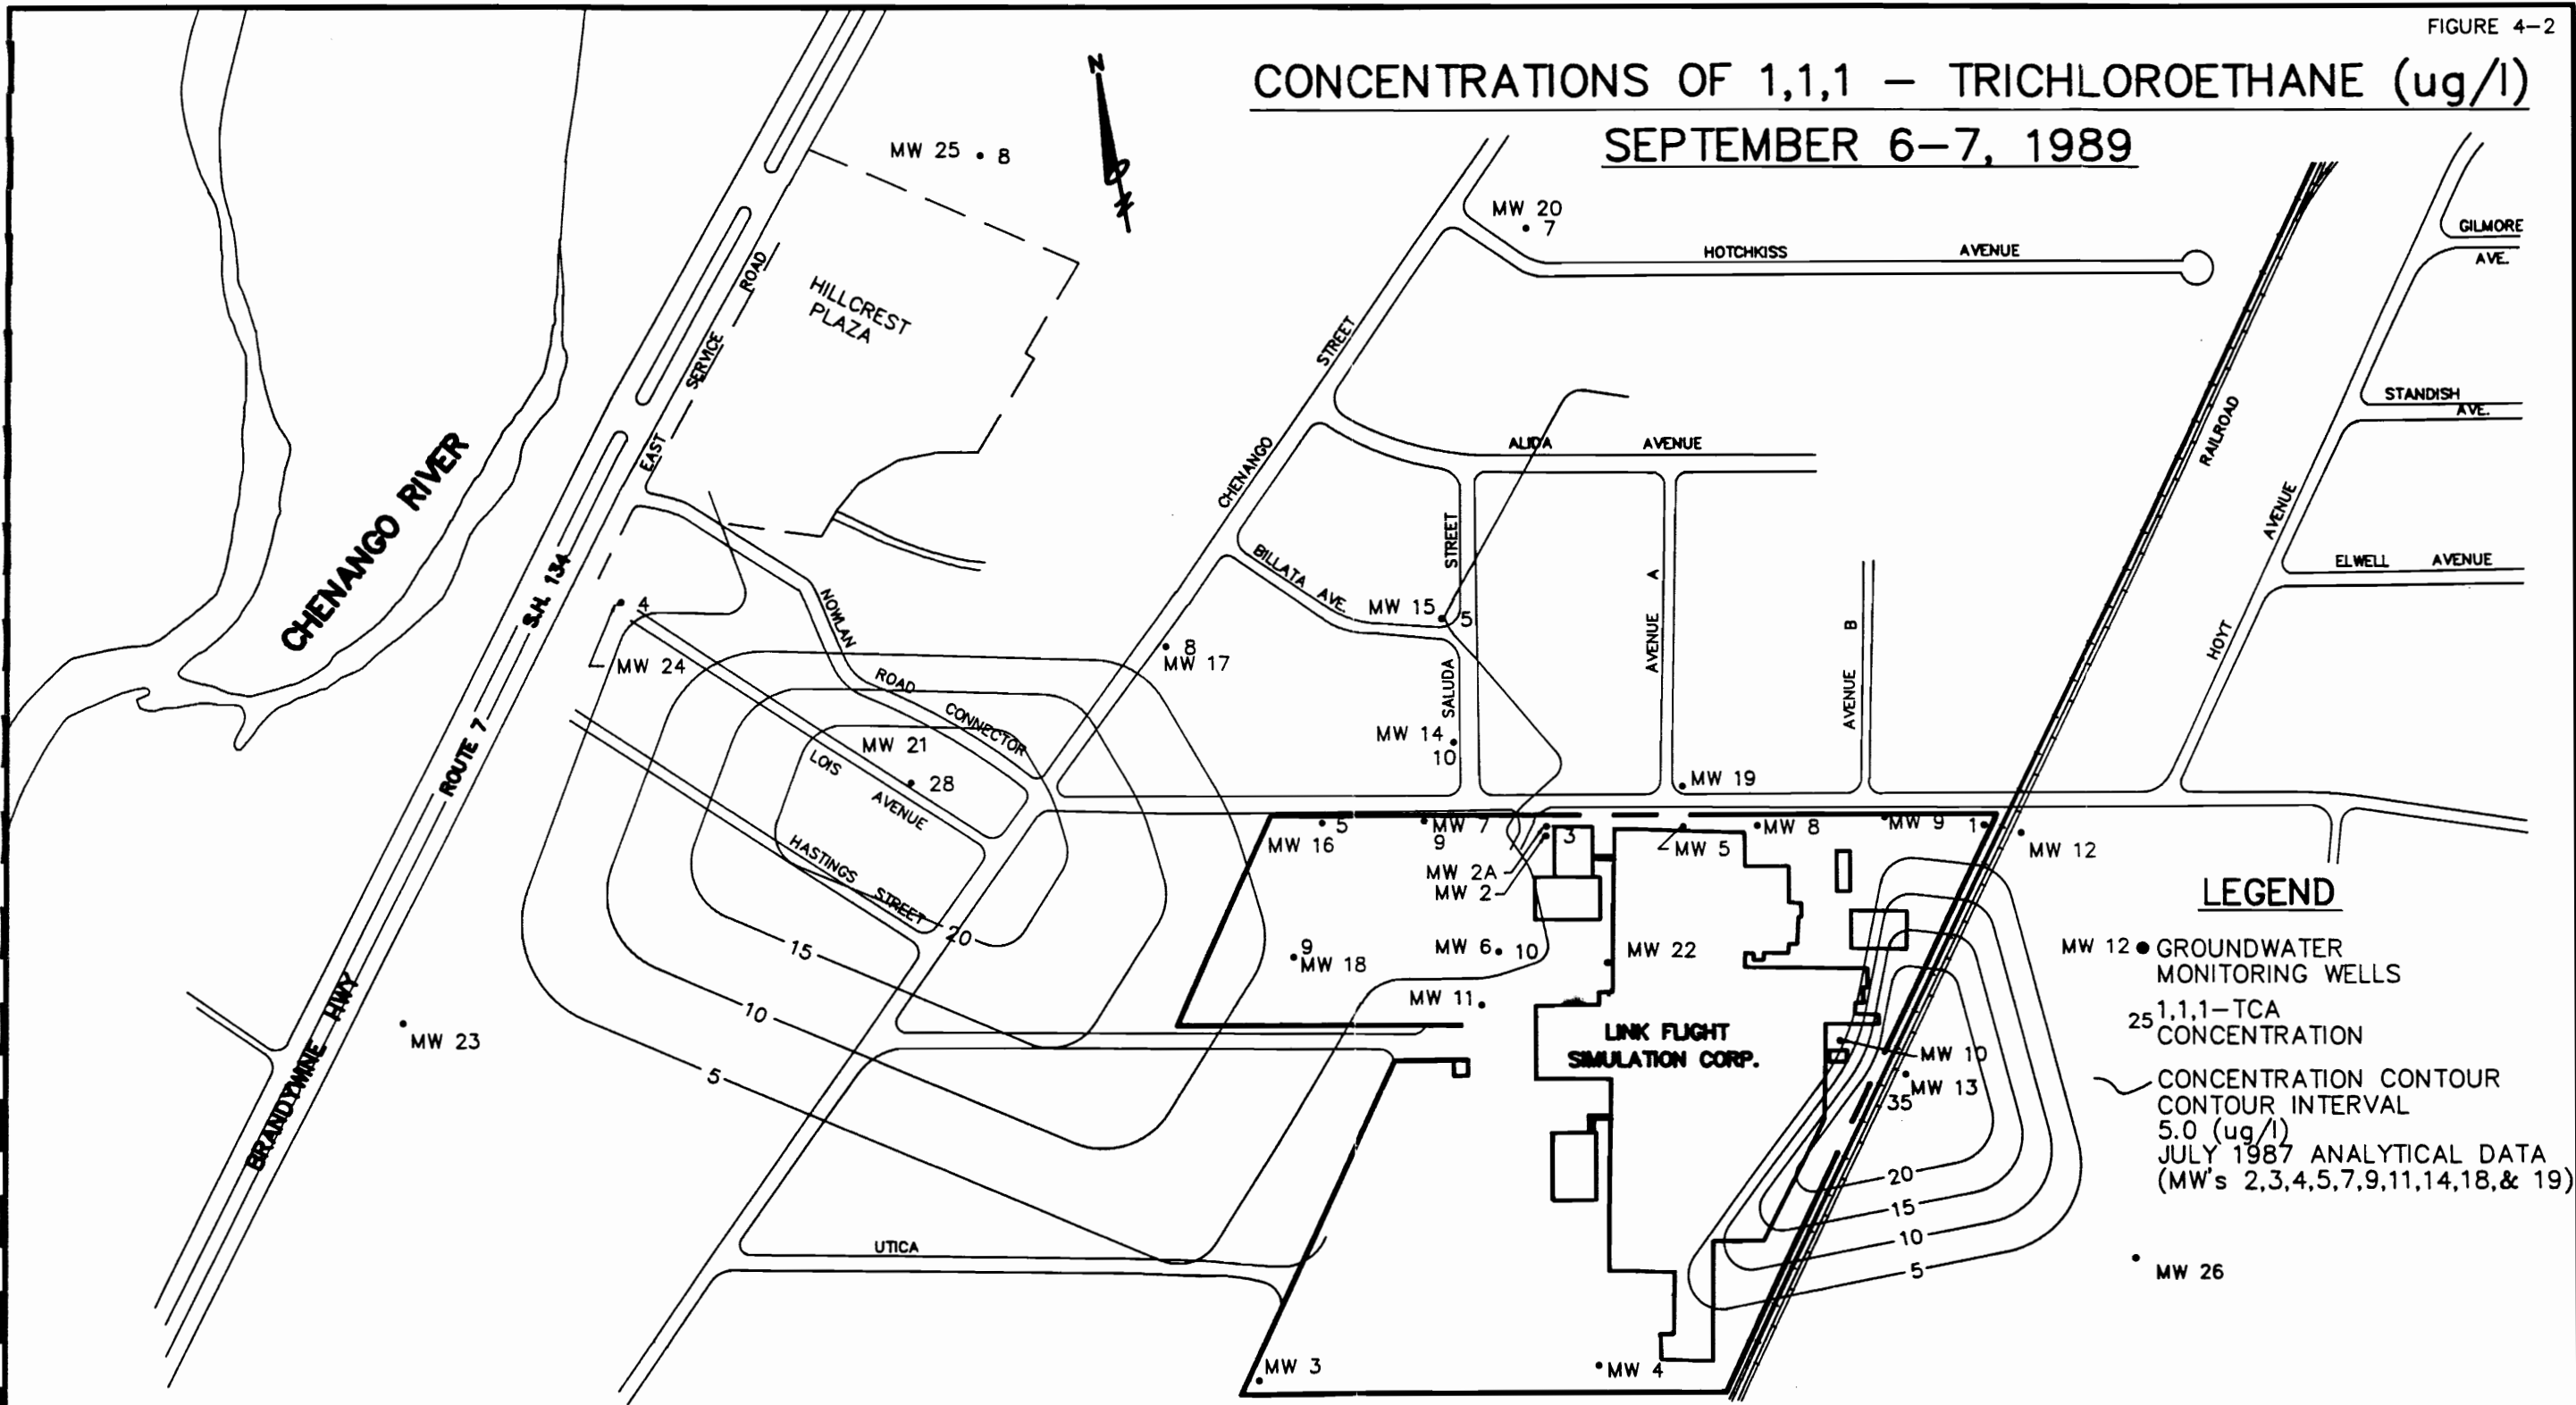 FIGURE 4-2
CONCENTRATIONS OF 1,1,1 - TRICHLOROETHANE (ug/l)
SEPTEMBER 6-7, 1989
N
MW 25 8
MW 20
7
HOTCHKISS AVENUE
GILMORE
AVE.
HILLCREST
PLAZA
EAST SERVICE ROAD
CHENANGO STREET
STANDISH
AVE.
RAILROAD
CHENANGO RIVER
ALIDA AVENUE
HOYT AVENUE
ELWELL AVENUE
BILLATA AVE.
SALUDA STREET
AVENUE A
AVENUE B
MW 15 5
4
MW 24
NOWLAN ROAD CONNECTOR
8
MW 17
S.H. 134
ROUTE 7
BRANDYWINE HWY
MW 14
10
MW 21
28
LOIS AVENUE
HASTINGS STREET
MW 19
MW 16 5
MW 7
9
MW 2A
MW 2
3
MW 5
MW 8
MW 9
1
MW 12
20
15
10
5
9
MW 18
MW 6 10
MW 22
MW 11
MW 23
LINK FLIGHT
SIMULATION CORP.
MW 10
MW 13
35
20
15
10
5
UTICA
MW 3
MW 4
LEGEND
MW 12 GROUNDWATER
MONITORING WELLS
25 1,1,1-TCA
CONCENTRATION
CONCENTRATION CONTOUR
CONTOUR INTERVAL
5.0 (ug/l)
JULY 1987 ANALYTICAL DATA
(MW's 2,3,4,5,7,9,11,14,18,& 19)
MW 26